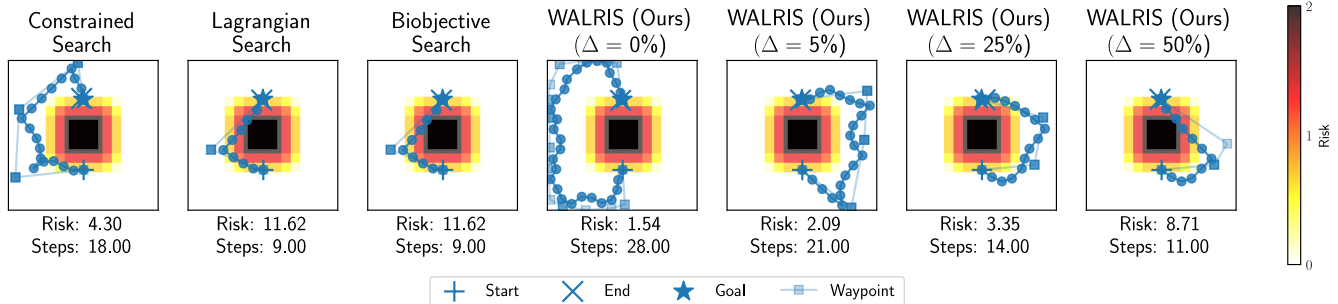 Constrained
Search
Lagrangian
Search
Biobjective
Search
WALRIS (Ours)
(Δ = 0%)
WALRIS (Ours)
(Δ = 5%)
WALRIS (Ours)
(Δ = 25%)
WALRIS (Ours)
(Δ = 50%)
Risk: 4.30
Steps: 18.00
Risk: 11.62
Steps: 9.00
Risk: 11.62
Steps: 9.00
Risk: 1.54
Steps: 28.00
Risk: 2.09
Steps: 21.00
Risk: 3.35
Steps: 14.00
Risk: 8.71
Steps: 11.00
2
1
0
Risk
Start
End
Goal
Waypoint